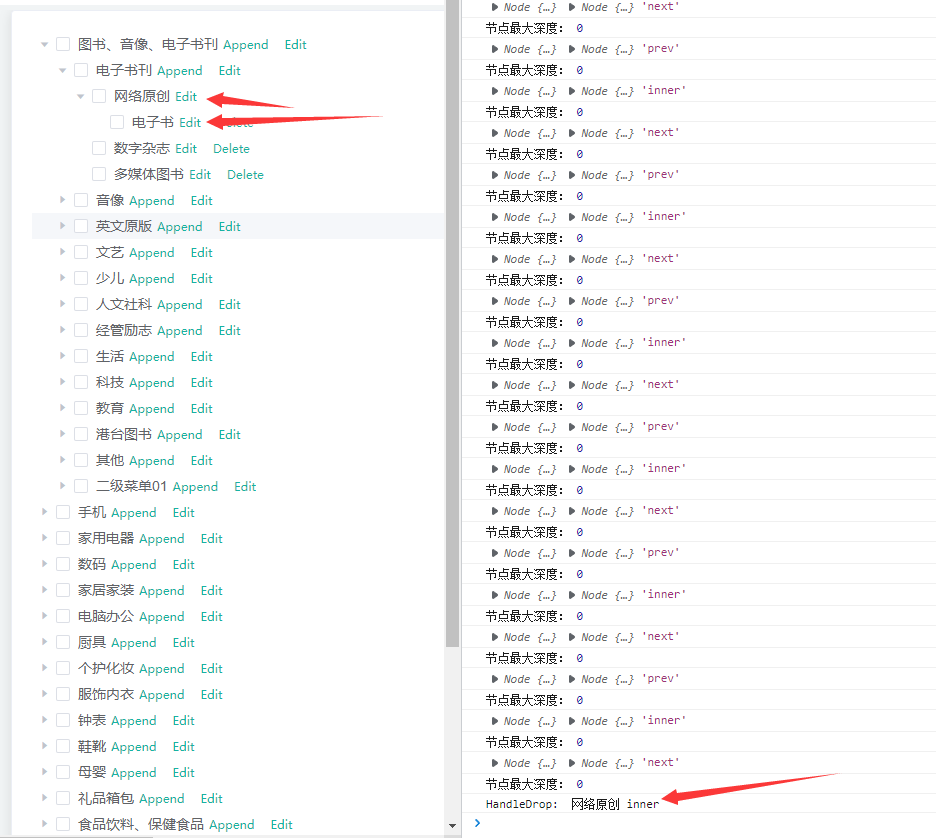 图书、音像、电子书刊 Append Edit
电子书刊 Append Edit
网络原创 Edit
电子书 Edit
数字杂志 Edit Delete
多媒体图书 Edit Delete
音像 Append Edit
英文原版 Append Edit
文艺 Append Edit
少儿 Append Edit
人文社科 Append Edit
经管励志 Append Edit
生活 Append Edit
科技 Append Edit
教育 Append Edit
港台图书 Append Edit
其他 Append Edit
二级菜单01 Append Edit
手机 Append Edit
家用电器 Append Edit
数码 Append Edit
家居家装 Append Edit
电脑办公 Append Edit
厨具 Append Edit
个护化妆 Append Edit
服饰内衣 Append Edit
钟表 Append Edit
鞋靴 Append Edit
母婴 Append Edit
礼品箱包 Append Edit
食品饮料、保健食品 Append Edit
Node {…} Node {…} 'next'
节点最大深度： 0
Node {…} Node {…} 'prev'
节点最大深度： 0
Node {…} Node {…} 'inner'
节点最大深度： 0
Node {…} Node {…} 'next'
节点最大深度： 0
Node {…} Node {…} 'prev'
节点最大深度： 0
Node {…} Node {…} 'inner'
节点最大深度： 0
Node {…} Node {…} 'next'
节点最大深度： 0
Node {…} Node {…} 'prev'
节点最大深度： 0
Node {…} Node {…} 'inner'
节点最大深度： 0
Node {…} Node {…} 'next'
节点最大深度： 0
Node {…} Node {…} 'prev'
节点最大深度： 0
Node {…} Node {…} 'inner'
节点最大深度： 0
Node {…} Node {…} 'next'
节点最大深度： 0
Node {…} Node {…} 'prev'
节点最大深度： 0
Node {…} Node {…} 'inner'
节点最大深度： 0
Node {…} Node {…} 'next'
节点最大深度： 0
Node {…} Node {…} 'prev'
节点最大深度： 0
Node {…} Node {…} 'inner'
节点最大深度： 0
Node {…} Node {…} 'next'
节点最大深度： 0
HandleDrop: 网络原创 inner